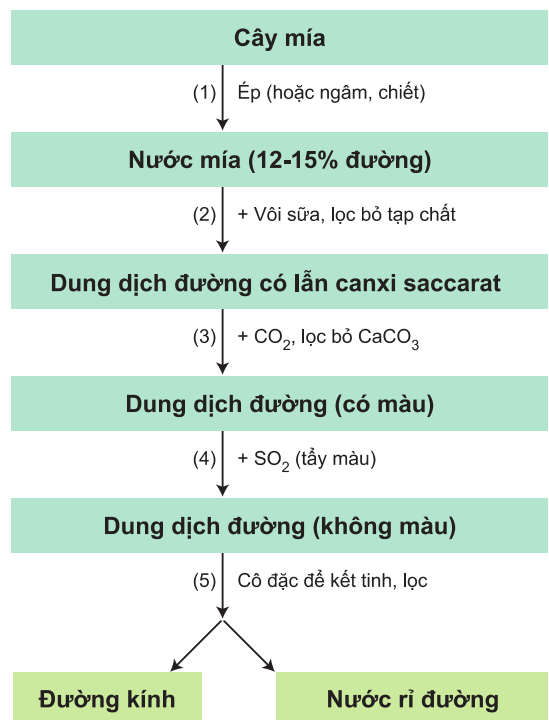 Cây mía
(1) Ép (hoặc ngâm, chiết)
Nước mía (12-15% đường)
(2) + Vôi sữa, lọc bỏ tạp chất
Dung dịch đường có lẫn canxi saccarat
(3) + CO₂, lọc bỏ CaCO₃
Dung dịch đường (có màu)
(4) + SO₂ (tẩy màu)
Dung dịch đường (không màu)
(5) Cô đặc để kết tinh, lọc
Đường kính
Nước rỉ đường